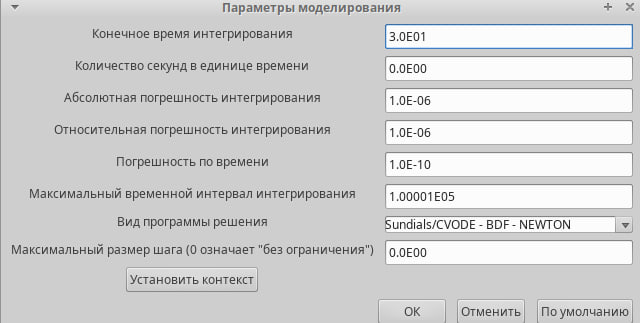 Параметры моделирования
Конечное время интегрирования 3.0E01
Количество секунд в единице времени 0.0E00
Абсолютная погрешность интегрирования 1.0E-06
Относительная погрешность интегрирования 1.0E-06
Погрешность по времени 1.0E-10
Максимальный временной интервал интегрирования 1.00001E05
Вид программы решения Sundials/CVODE - BDF - NEWTON
Максимальный размер шага (0 означает "без ограничения") 0.0E00
Установить контекст
ОК Отменить По умолчанию